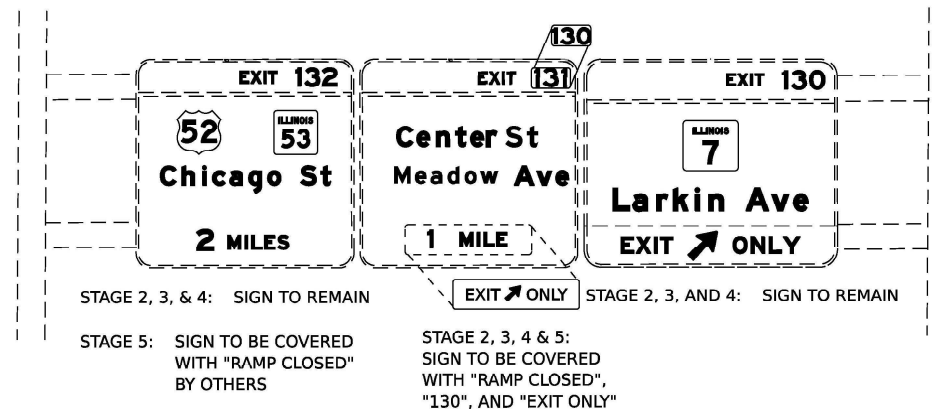 130
EXIT 132
EXIT 131
EXIT 130
52
ILLINOIS
53
Chicago St
2 MILES
Center St
Meadow Ave
1 MILE
EXIT ONLY
ILLINOIS
7
Larkin Ave
EXIT ONLY
STAGE 2, 3, & 4: SIGN TO REMAIN
STAGE 5: SIGN TO BE COVERED
WITH "RAMP CLOSED"
BY OTHERS
STAGE 2, 3, 4 & 5:
SIGN TO BE COVERED
WITH "RAMP CLOSED",
"130", AND "EXIT ONLY"
STAGE 2, 3, AND 4: SIGN TO REMAIN